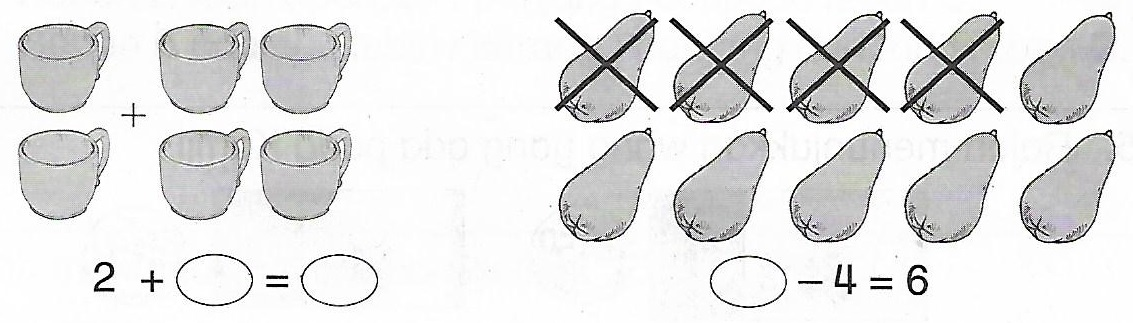 +
2 + = 
- 4 = 6